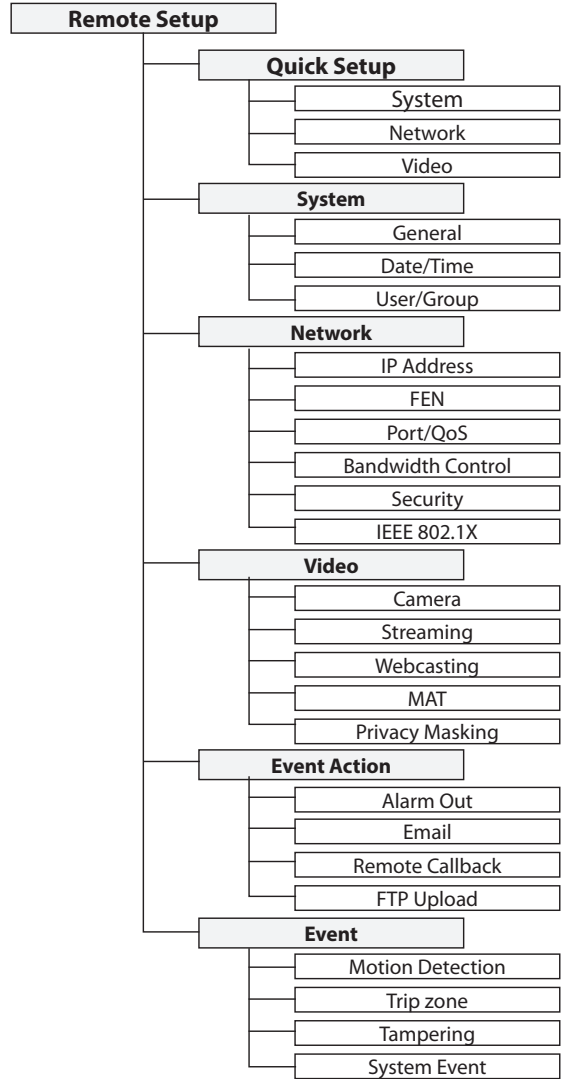 Remote Setup
Quick Setup
System
Network
Video
System
General
Date/Time
User/Group
Network
IP Address
FEN
Port/QoS
Bandwidth Control
Security
IEEE 802.1X
Video
Camera
Streaming
Webcasting
MAT
Privacy Masking
Event Action
Alarm Out
Email
Remote Callback
FTP Upload
Event
Motion Detection
Trip zone
Tampering
System Event